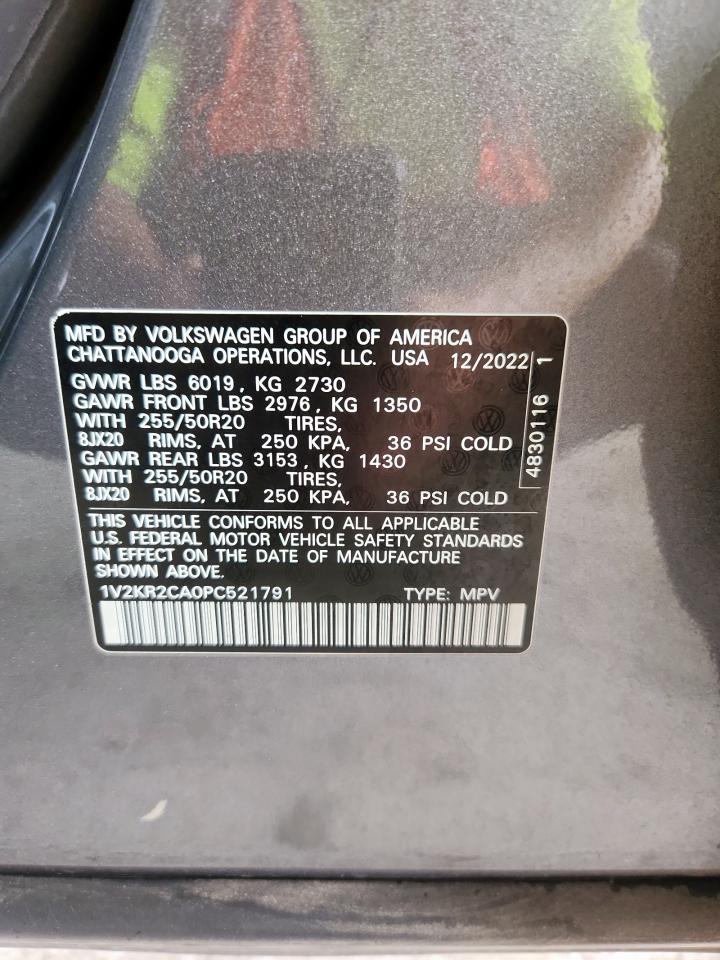 MFD BY VOLKSWAGEN GROUP OF AMERICA
CHATTANOOGA OPERATIONS, LLC. USA 12/2022
GVWR LBS 6019, KG 2730
GAWR FRONT LBS 2976, KG 1350
WITH 255/50R20 TIRES,
8JX20 RIMS, AT 250 KPA, 36 PSI COLD
GAWR REAR LBS 3153, KG 1430
WITH 255/50R20 TIRES,
8JX20 RIMS, AT 250 KPA, 36 PSI COLD
4830116 1
THIS VEHICLE CONFORMS TO ALL APPLICABLE
U.S. FEDERAL MOTOR VEHICLE SAFETY STANDARDS
IN EFFECT ON THE DATE OF MANUFACTURE
SHOWN ABOVE.
1V2KR2CA0PC521791 TYPE: MPV